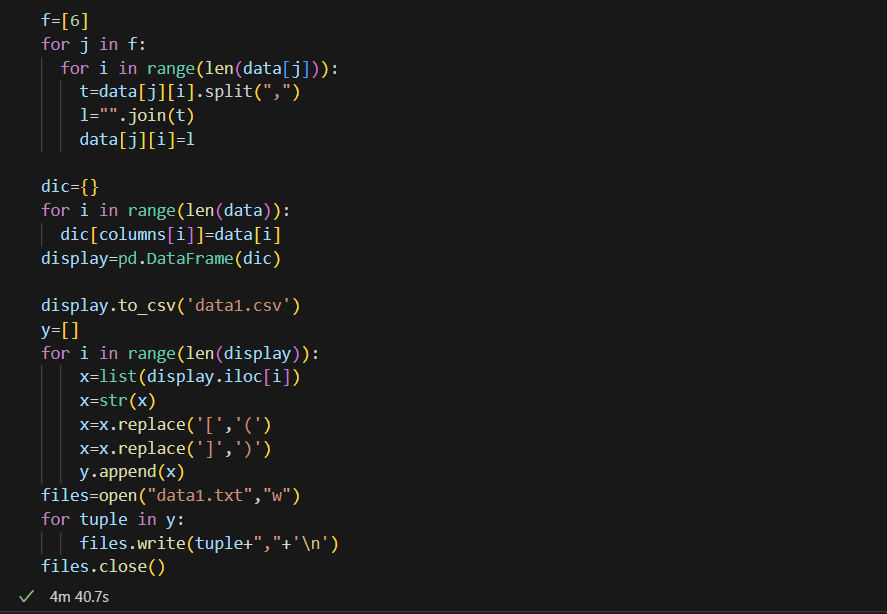 f=[6]
for j in f:
  for i in range(len(data[j])):
    t=data[j][i].split(",")
    l="".join(t)
    data[j][i]=l

dic={}
for i in range(len(data)):
  dic[columns[i]]=data[i]
display=pd.DataFrame(dic)

display.to_csv('data1.csv')
y=[]
for i in range(len(display)):
    x=list(display.iloc[i])
    x=str(x)
    x=x.replace('[','(')
    x=x.replace(']',')')
    y.append(x)
files=open("data1.txt","w")
for tuple in y:
    files.write(tuple+","+'\n')
files.close()
4m 40.7s